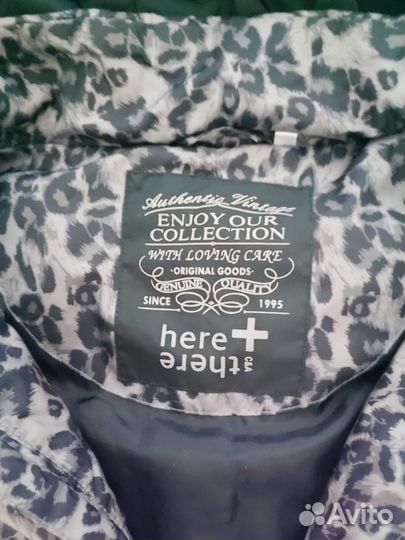 Authentic Vintage
ENJOY OUR
COLLECTION
WITH LOVING CARE
·ORIGINAL GOODS·
GENUINE QUALITY
SINCE 1995
here+
there
C&A
Avito